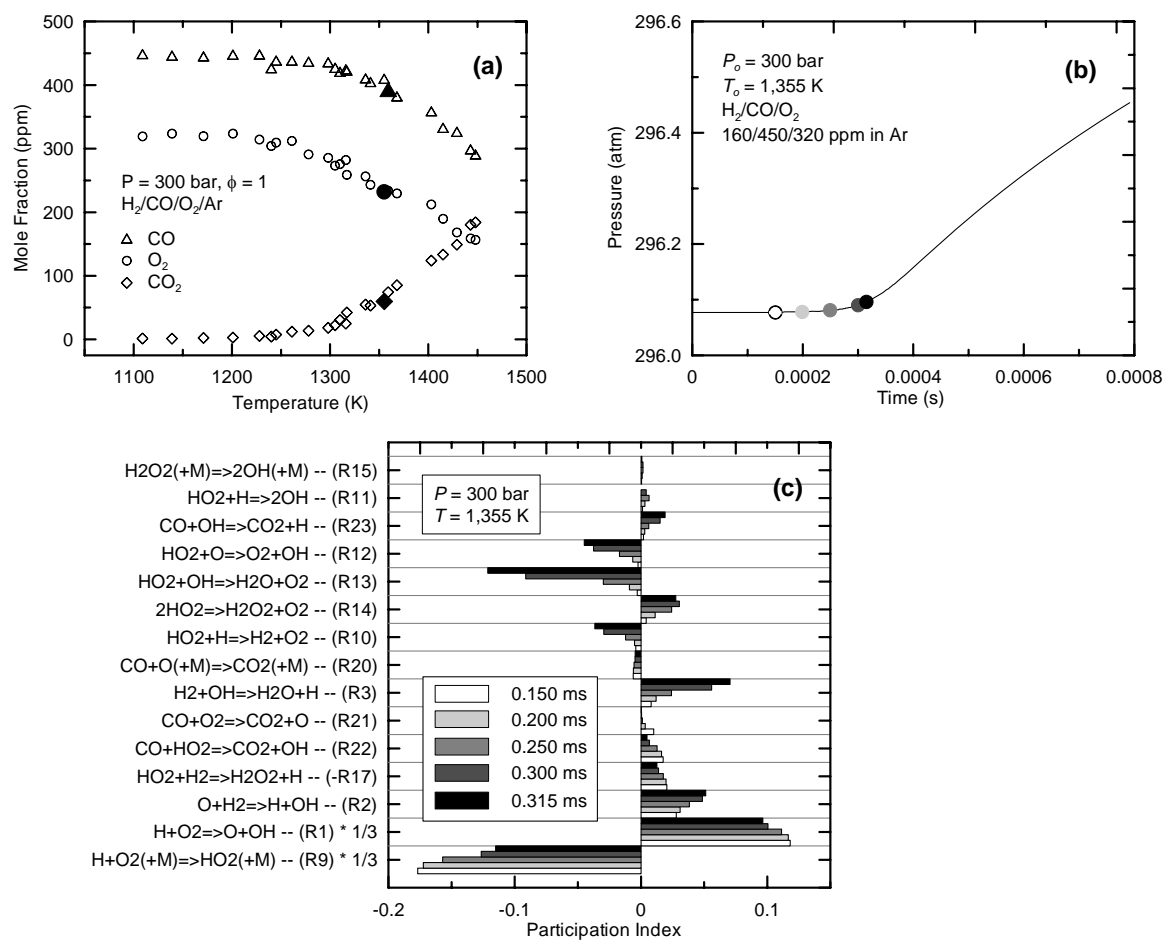 500
400
300
200
100
0
Mole Fraction (ppm)
(a)
P = 300 bar, ϕ = 1
H₂/CO/O₂/Ar
CO
O₂
CO₂
1100 1200 1300 1400 1500
Temperature (K)
296.6
296.4
296.2
296.0
Pressure (atm)
Pₒ = 300 bar
Tₒ = 1,355 K
H₂/CO/O₂
160/450/320 ppm in Ar
(b)
0 0.0002 0.0004 0.0006 0.0008
Time (s)
H2O2(+M)=>2OH(+M) -- (R15)
HO2+H=>2OH -- (R11)
CO+OH=>CO2+H -- (R23)
HO2+O=>O2+OH -- (R12)
HO2+OH=>H2O+O2 -- (R13)
2HO2=>H2O2+O2 -- (R14)
HO2+H=>H2+O2 -- (R10)
CO+O(+M)=>CO2(+M) -- (R20)
H2+OH=>H2O+H -- (R3)
CO+O2=>CO2+O -- (R21)
CO+HO2=>CO2+OH -- (R22)
HO2+H2=>H2O2+H -- (-R17)
O+H2=>H+OH -- (R2)
H+O2=>O+OH -- (R1) * 1/3
H+O2(+M)=>HO2(+M) -- (R9) * 1/3
P = 300 bar
T = 1,355 K
(c)
0.150 ms
0.200 ms
0.250 ms
0.300 ms
0.315 ms
-0.2 -0.1 0 0.1
Participation Index